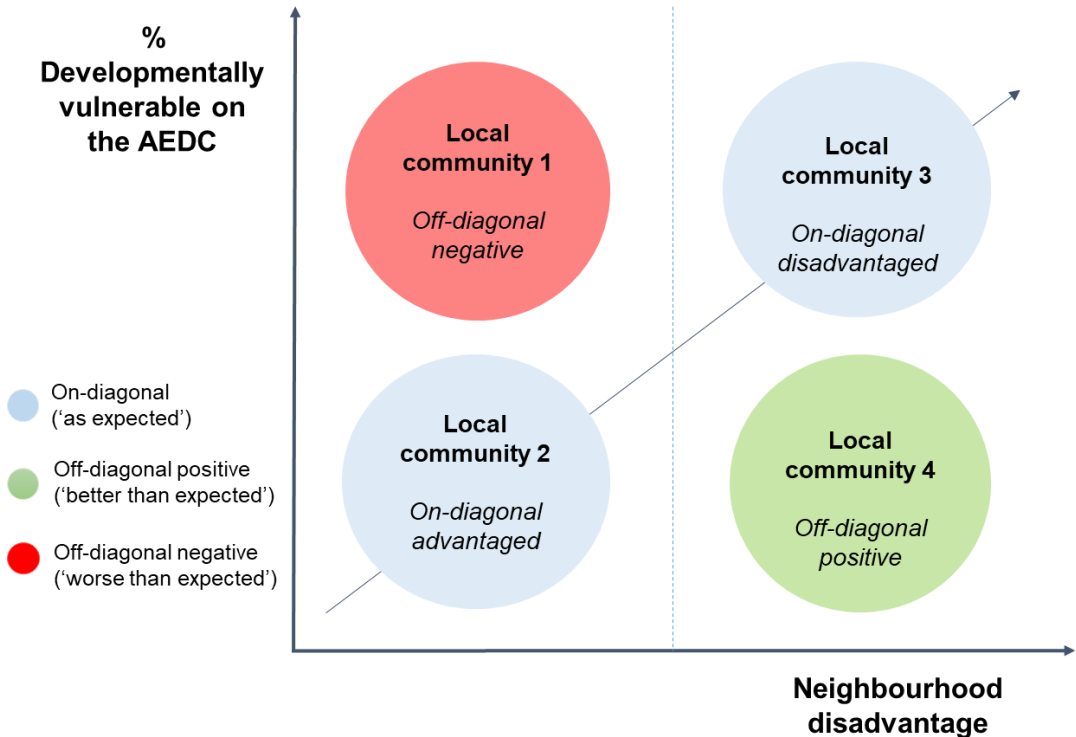 %
Developmentally
vulnerable on
the AEDC
Local
community 1
Off-diagonal
negative
Local
community 3
On-diagonal
disadvantaged
Local
community 2
On-diagonal
advantaged
Local
community 4
Off-diagonal
positive
On-diagonal
(‘as expected’)
Off-diagonal positive
(‘better than expected’)
Off-diagonal negative
(‘worse than expected’)
Neighbourhood
disadvantage